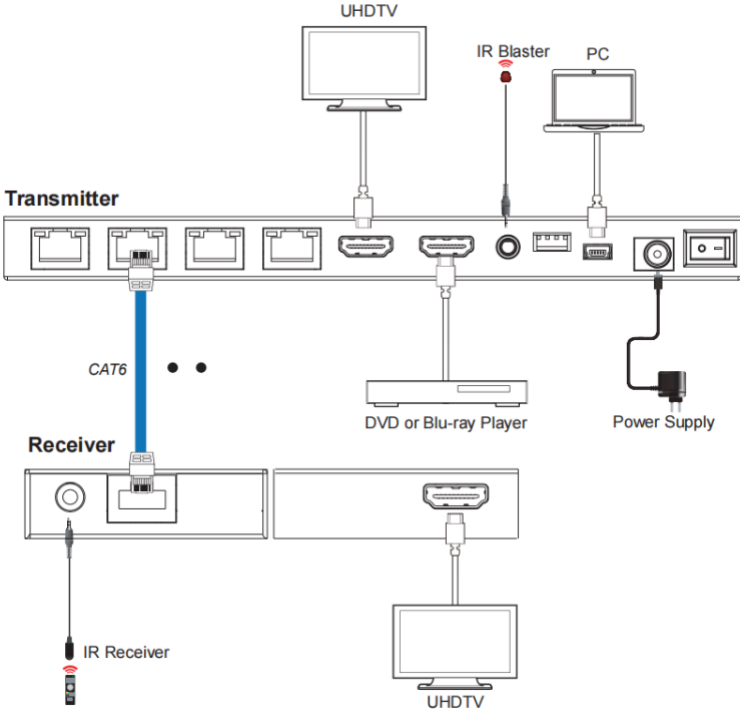 UHDTV
IR Blaster
PC
Transmitter
CAT6
DVD or Blu-ray Player
Power Supply
Receiver
IR Receiver
UHDTV